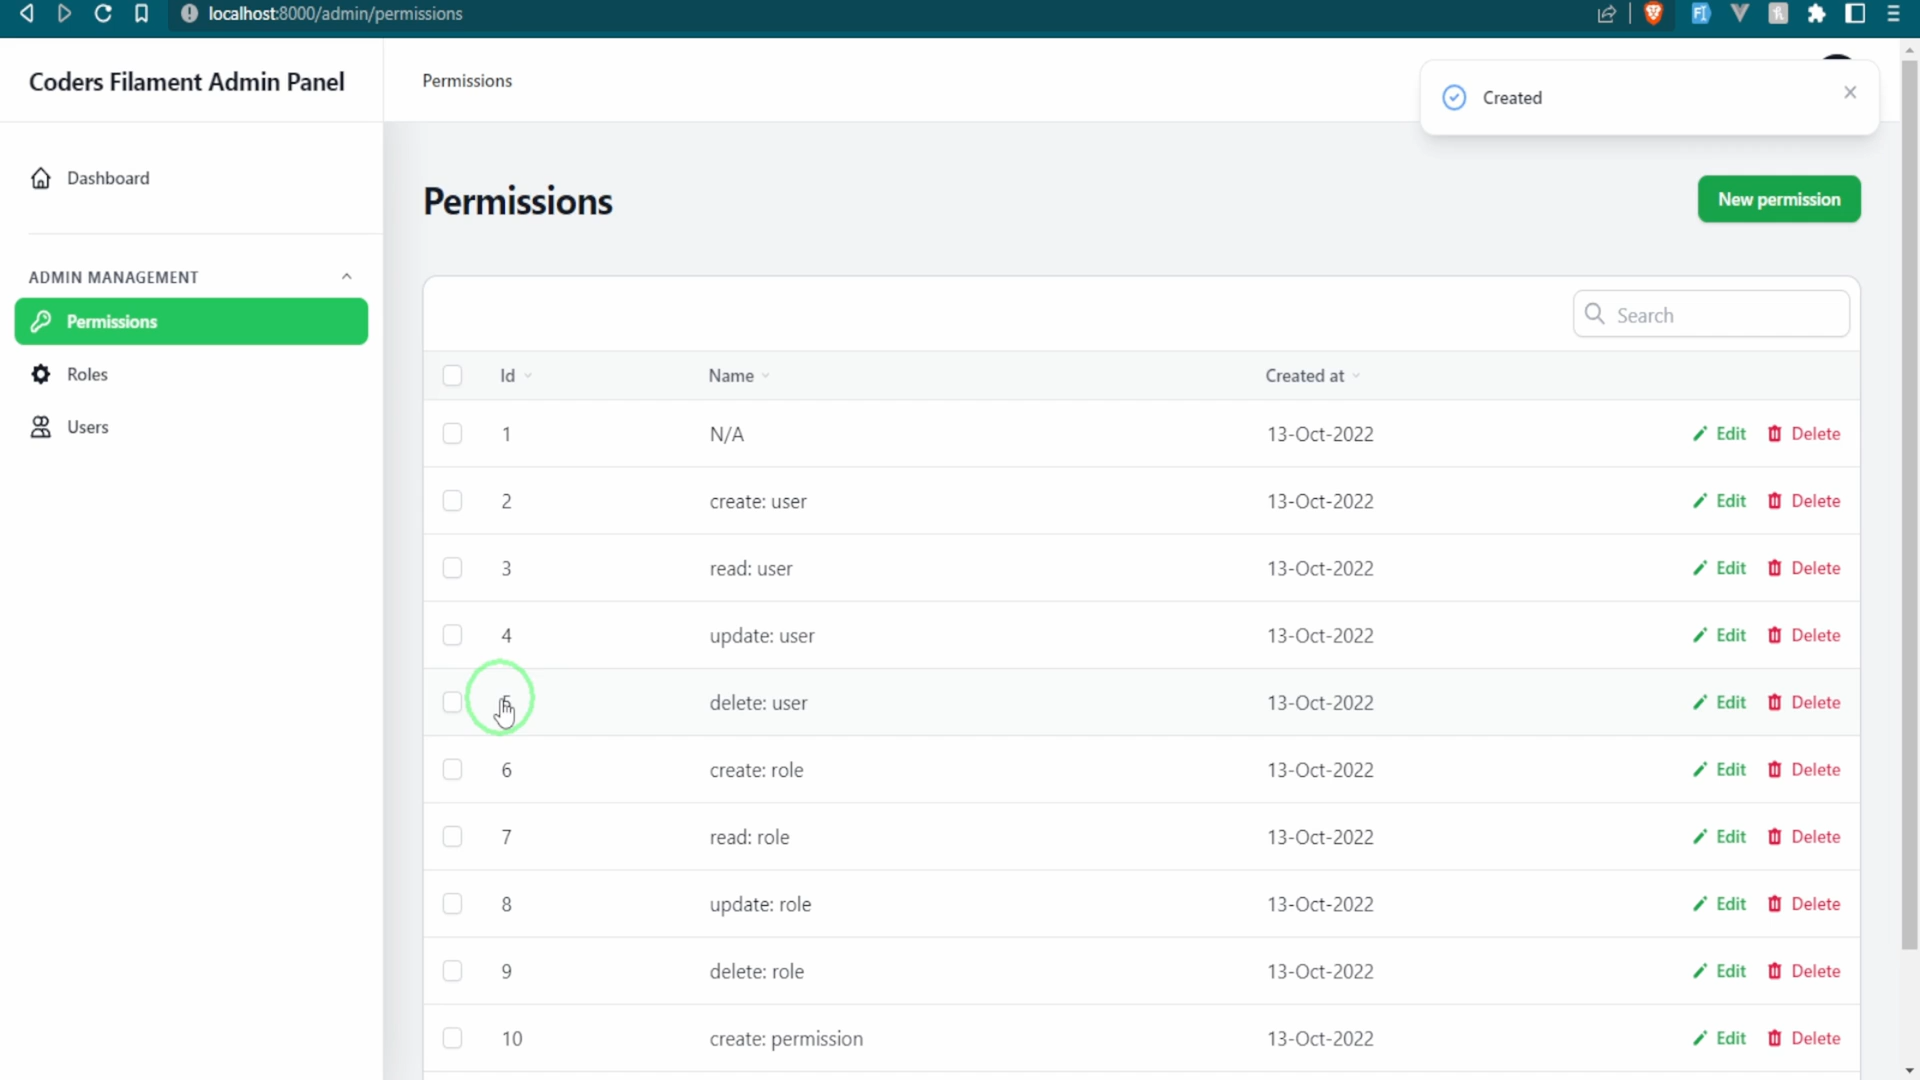 localhost:8000/admin/permissions
Coders Filament Admin Panel
Permissions
Created
Dashboard
Permissions
New permission
ADMIN MANAGEMENT
Permissions
Roles
Users
Search
Id Name Created at
1 N/A 13-Oct-2022 Edit Delete
2 create: user 13-Oct-2022 Edit Delete
3 read: user 13-Oct-2022 Edit Delete
4 update: user 13-Oct-2022 Edit Delete
5 delete: user 13-Oct-2022 Edit Delete
6 create: role 13-Oct-2022 Edit Delete
7 read: role 13-Oct-2022 Edit Delete
8 update: role 13-Oct-2022 Edit Delete
9 delete: role 13-Oct-2022 Edit Delete
10 create: permission 13-Oct-2022 Edit Delete